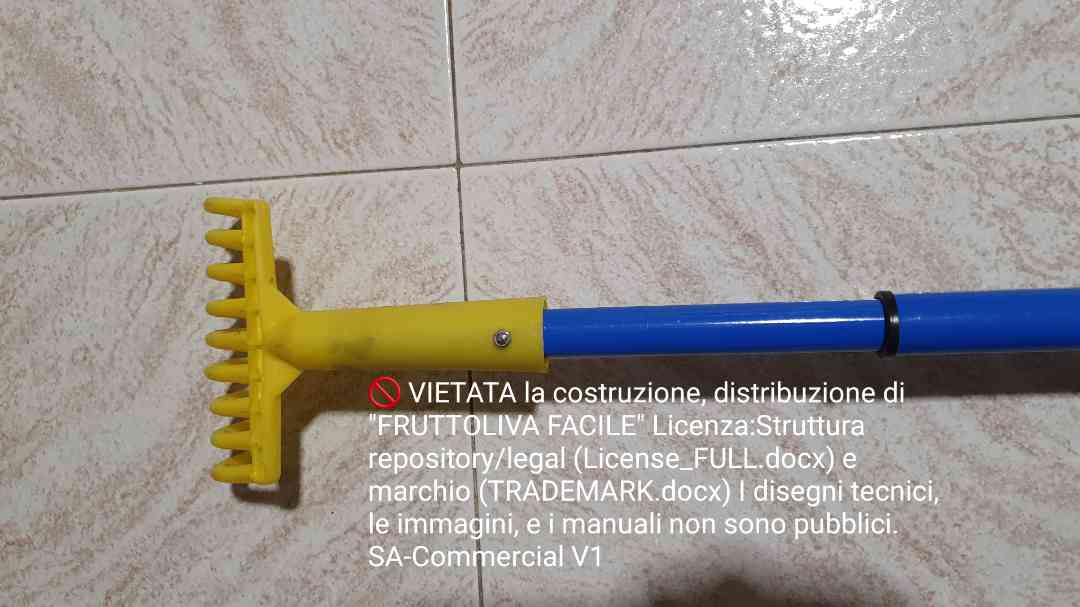 🚫 VIETATA la costruzione, distribuzione di
"FRUTTOLIVA FACILE" Licenza:Struttura
repository/legal (License_FULL.docx) e
marchio (TRADEMARK.docx) I disegni tecnici,
le immagini, e i manuali non sono pubblici.
SA-Commercial V1